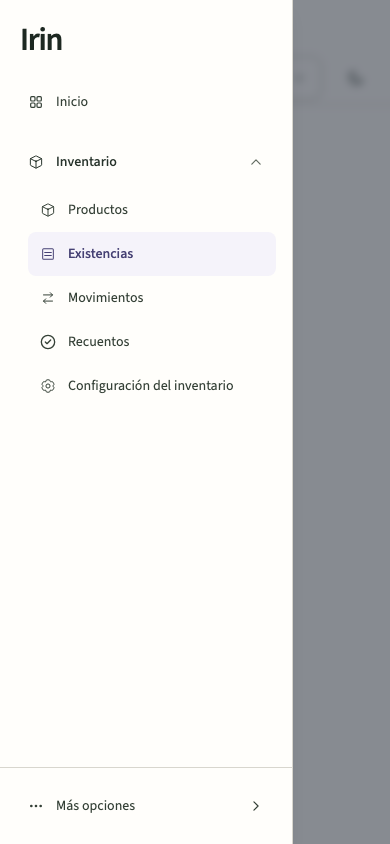 Irin
Inicio
Inventario
Productos
Existencias
Movimientos
Recuentos
Configuración del inventario
Más opciones